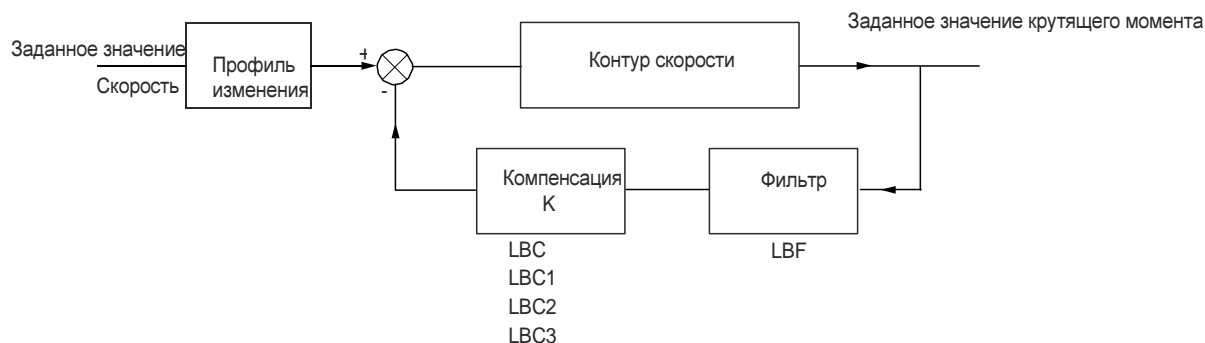 Заданное значение крутящего момента
Заданное значение
Скорость
Профиль
изменения
+
-
Контур скорости
Компенсация
K
Фильтр
LBC
LBC1
LBC2
LBC3
LBF